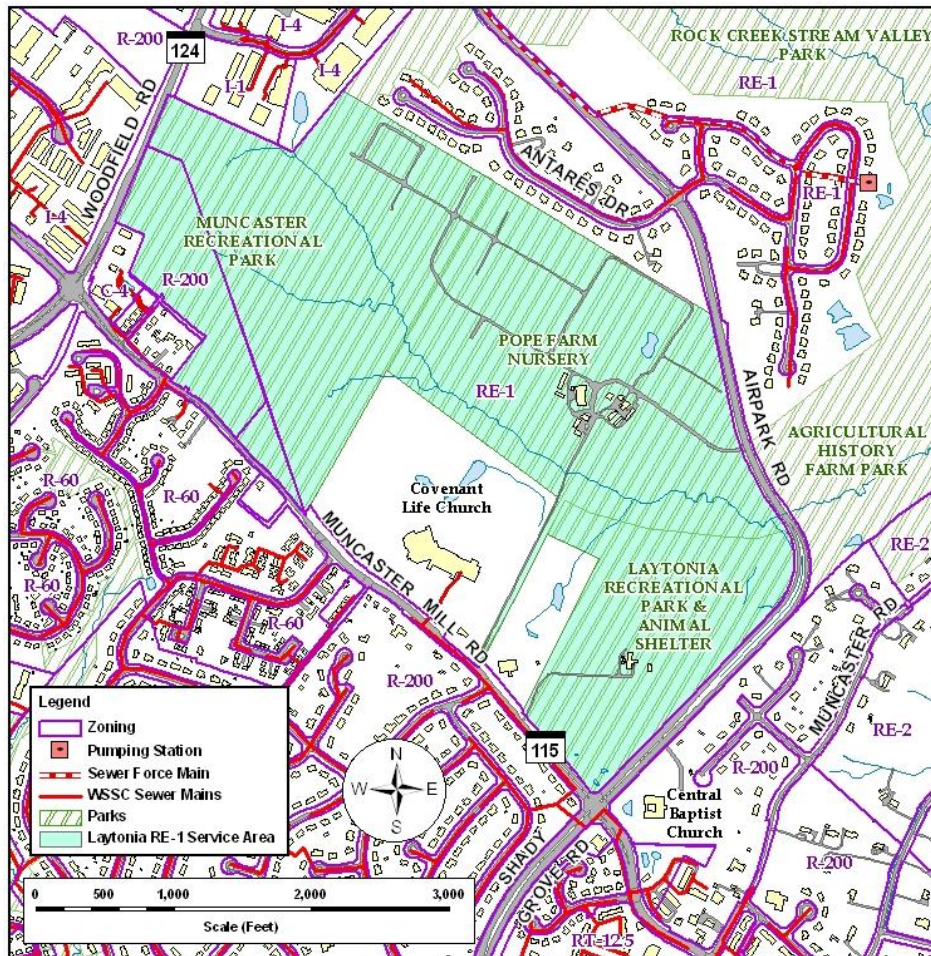 I-4
R-200
124
ROCK CREEK STREAM VALLEY
PARK
RE-1
I-1
I-4
WOODFIELD RD
ANTARES DR
RE-1
I-4
MUNCASTER
RECREATIONAL
PARK
R-200
C-4
POPE FARM
NURSERY
RE-1
AIRPARK RD
AGRICULTURAL
HISTORY
FARM PARK
R-60
R-60
Covenant
Life Church
MUNCASTER MILL RD
RE-2
R-60
R-60
LAYTONIA
RECREATIONAL
PARK &
ANIMAL
SHELTER
MUNCASTER RD
R-200
RE-2
115
R-200
Central
Baptist
Church
R-200
SHADY
GROVE RD
RT-12.5
Legend
Zoning
Pumping Station
Sewer Force Main
WSSC Sewer Mains
Parks
Laytonia RE-1 Service Area
N
W E
S
0 500 1,000 2,000 3,000
Scale (Feet)